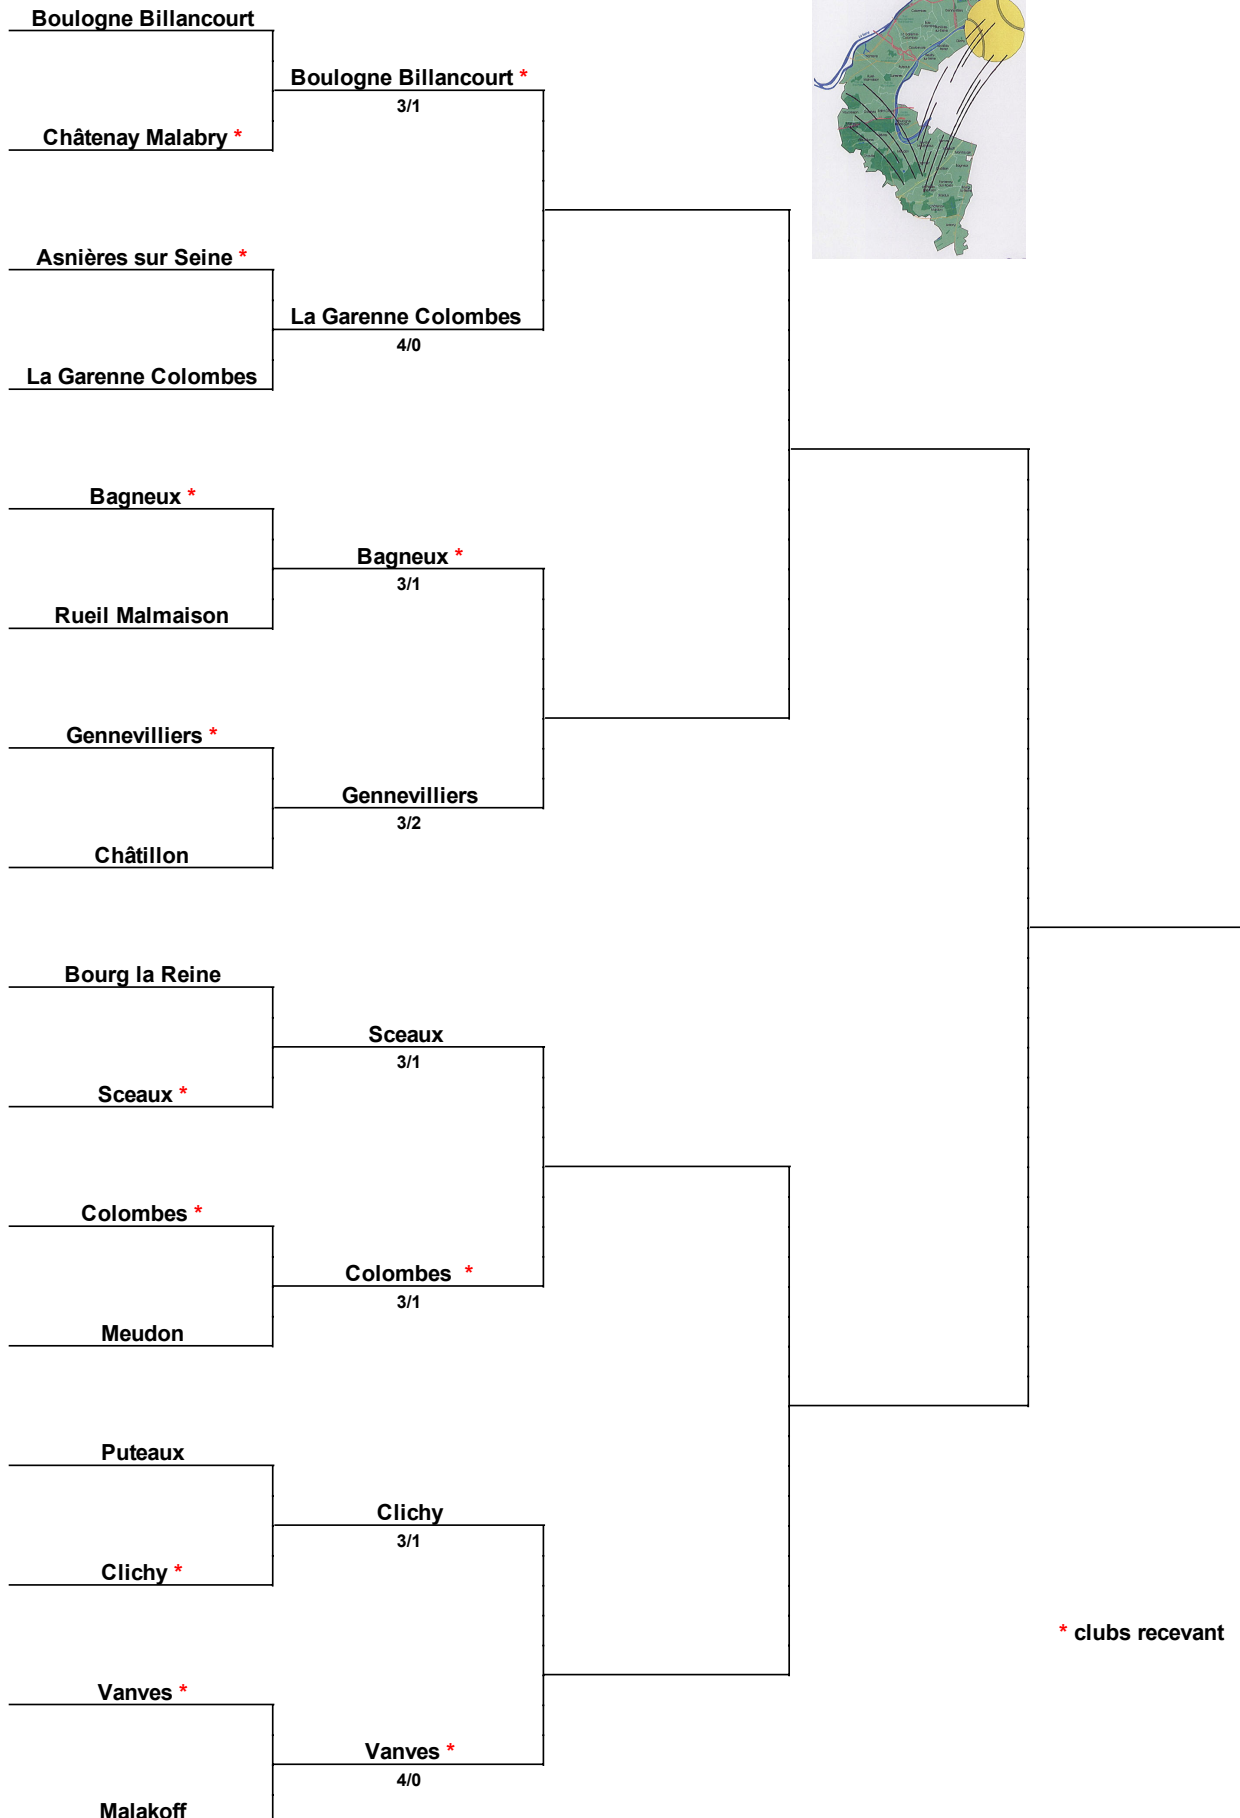 Boulogne Billancourt
Boulogne Billancourt *
3/1
Châtenay Malabry *
Asnières sur Seine *
La Garenne Colombes
4/0
La Garenne Colombes
Bagneux *
Bagneux *
3/1
Rueil Malmaison
Gennevilliers *
Gennevilliers
3/2
Châtillon
Bourg la Reine
Sceaux
3/1
Sceaux *
Colombes *
Colombes *
3/1
Meudon
Puteaux
Clichy
3/1
Clichy *
* clubs recevant
Vanves *
Vanves *
4/0
Malakoff